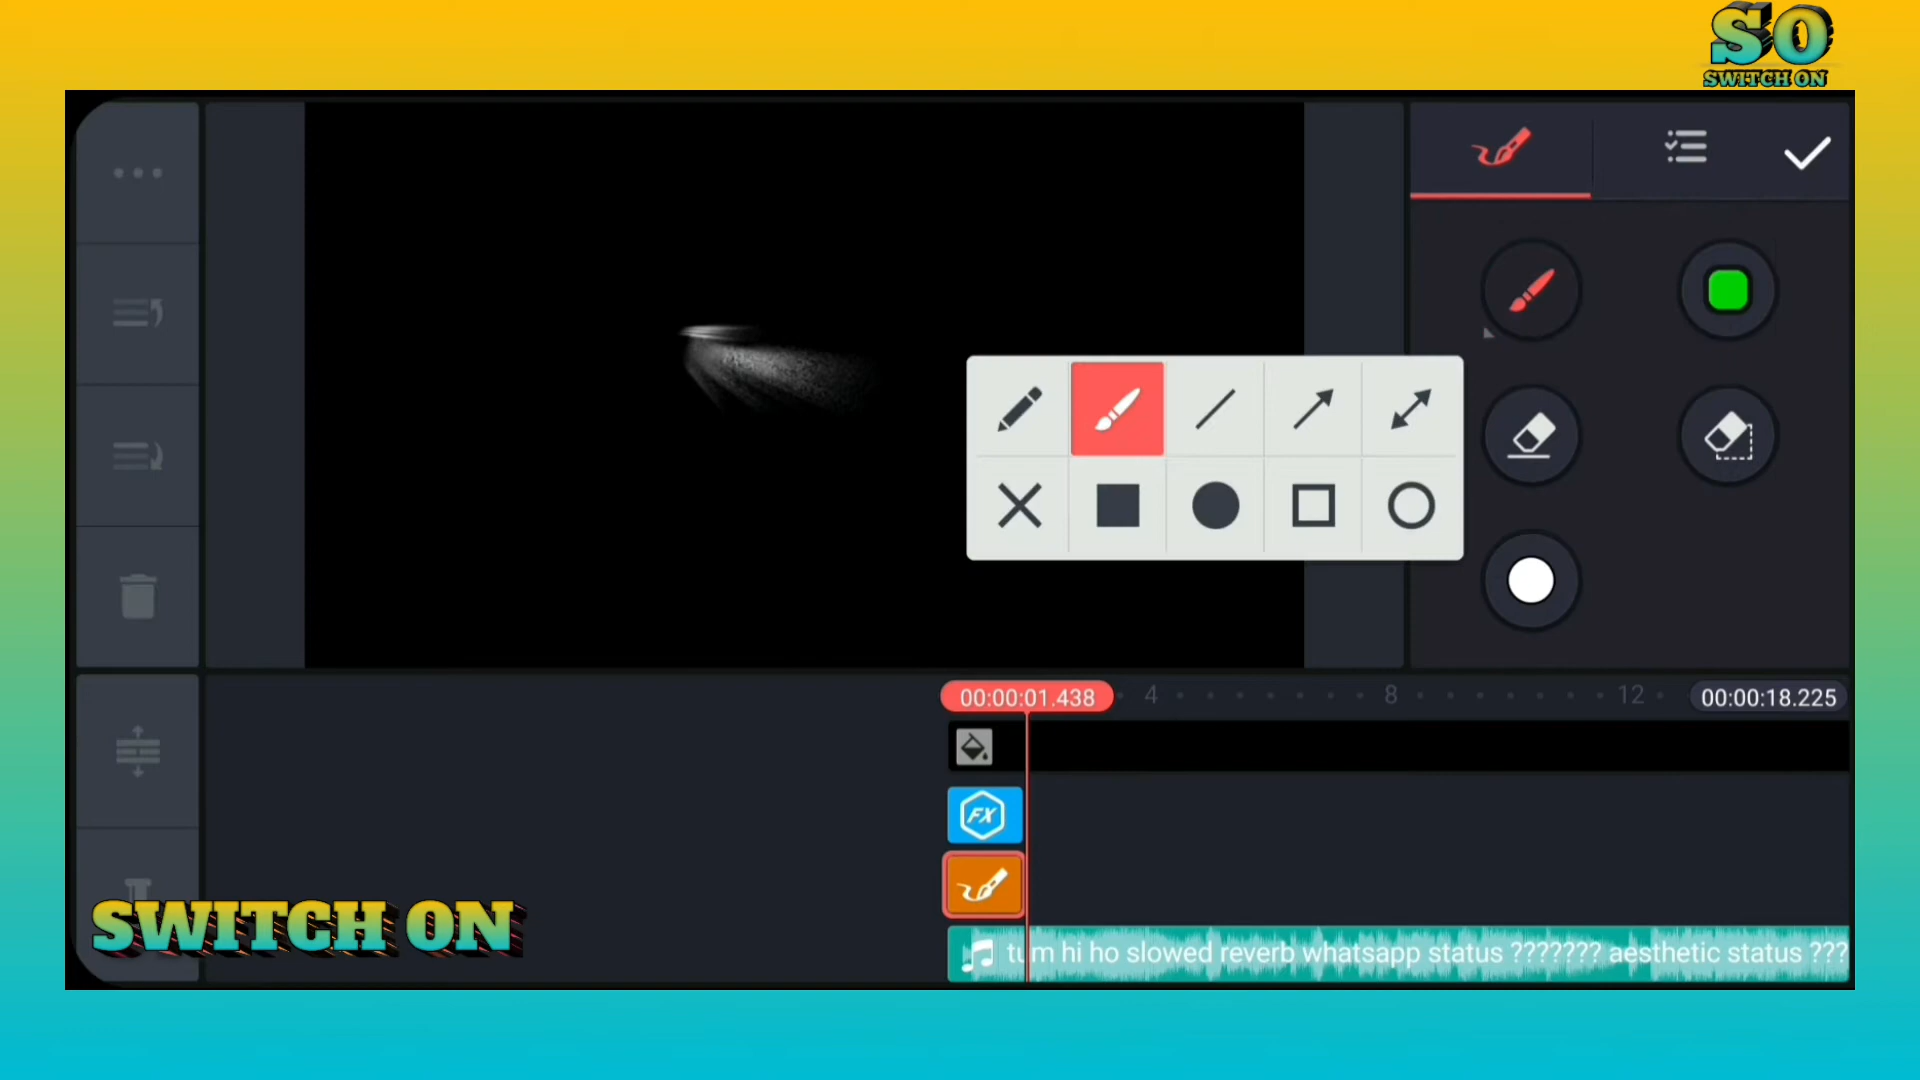 SO
SWITCH ON
00:00:01.438
4
8
12
00:00:18.225
FX
SWITCH ON
tum hi ho slowed reverb whatsapp status ??????? aesthetic status ???